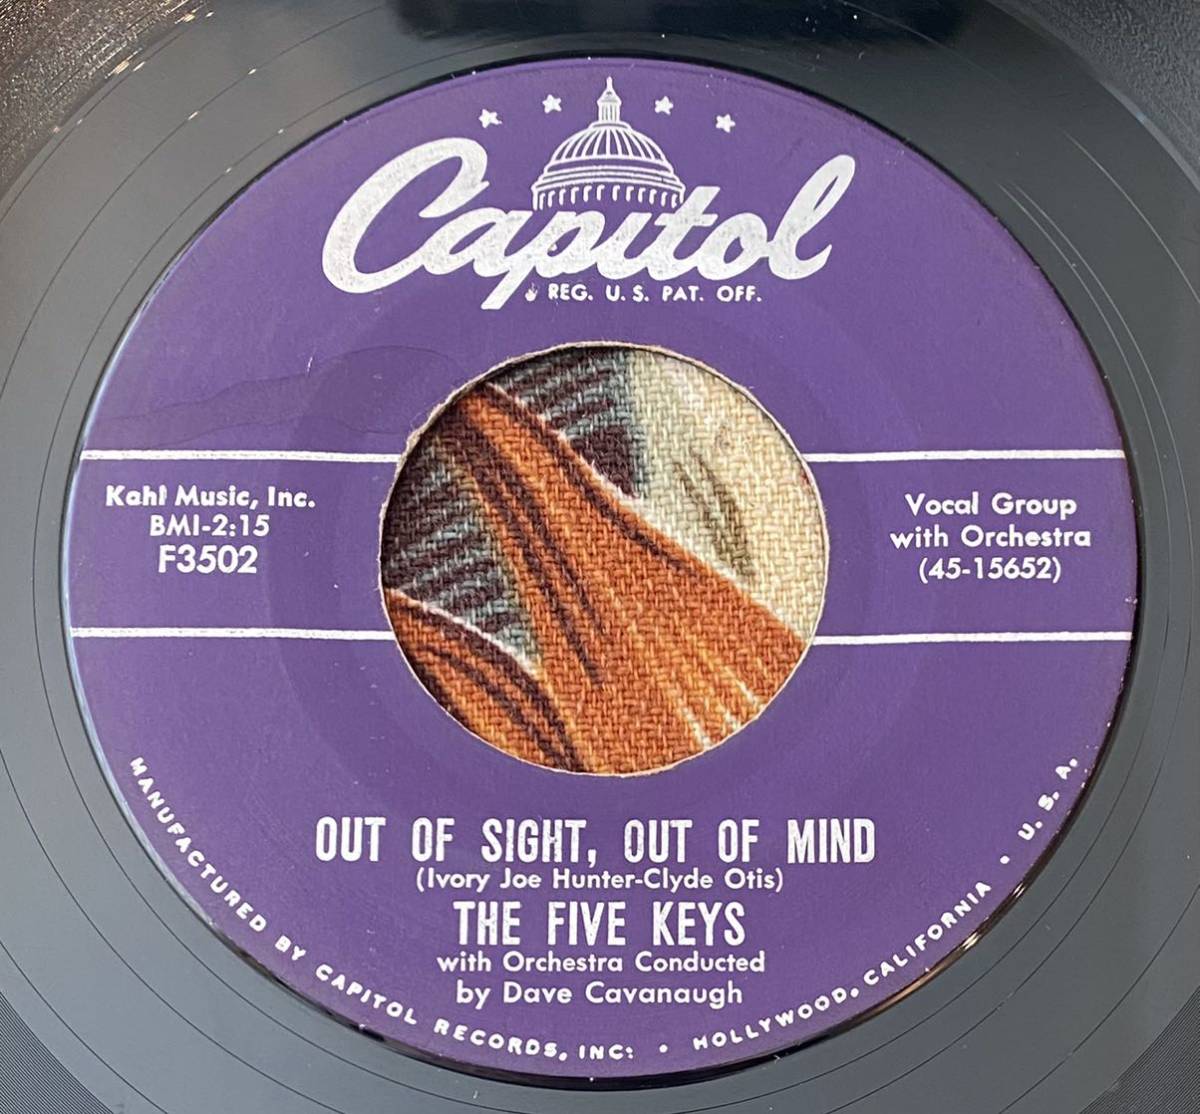 Capitol
REG. U. S. PAT. OFF.
Kahl Music, Inc.
BMI-2:15
F3502
Vocal Group
with Orchestra
(45-15652)
OUT OF SIGHT, OUT OF MIND
(Ivory Joe Hunter-Clyde Otis)
THE FIVE KEYS
with Orchestra Conducted
by Dave Cavanaugh
MANUFACTURED BY CAPITOL RECORDS, INC. • HOLLYWOOD, CALIFORNIA • U. S. A.